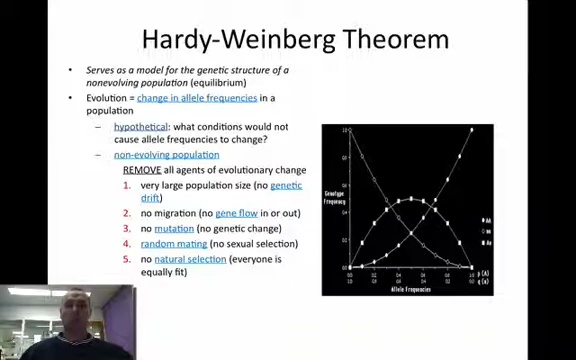 Hardy-Weinberg Theorem
• Serves as a model for the genetic structure of a
nonevolving population (equilibrium)
• Evolution = change in allele frequencies in a
population
– hypothetical: what conditions would not
cause allele frequencies to change?
– non-evolving population
REMOVE all agents of evolutionary change
1. very large population size (no genetic
drift)
2. no migration (no gene flow in or out)
3. no mutation (no genetic change)
4. random mating (no sexual selection)
5. no natural selection (everyone is
equally fit)
Genotype
Frequency
Allele Frequencies
p (A)
q (a)